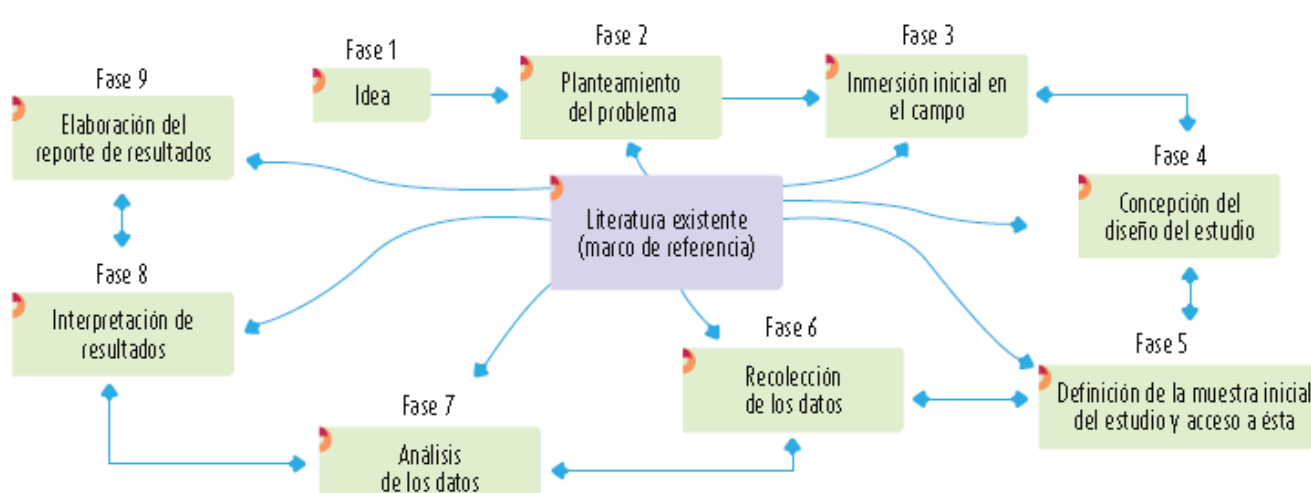 Fase 1
Idea
Fase 2
Planteamiento
del problema
Fase 3
Inmersión inicial en
el campo
Fase 4
Concepción del
diseño del estudio
Fase 5
Definición de la muestra inicial
del estudio y acceso a ésta
Fase 6
Recolección
de los datos
Fase 7
Análisis
de los datos
Fase 8
Interpretación de
resultados
Fase 9
Elaboración del
reporte de resultados
Literatura existente
(marco de referencia)